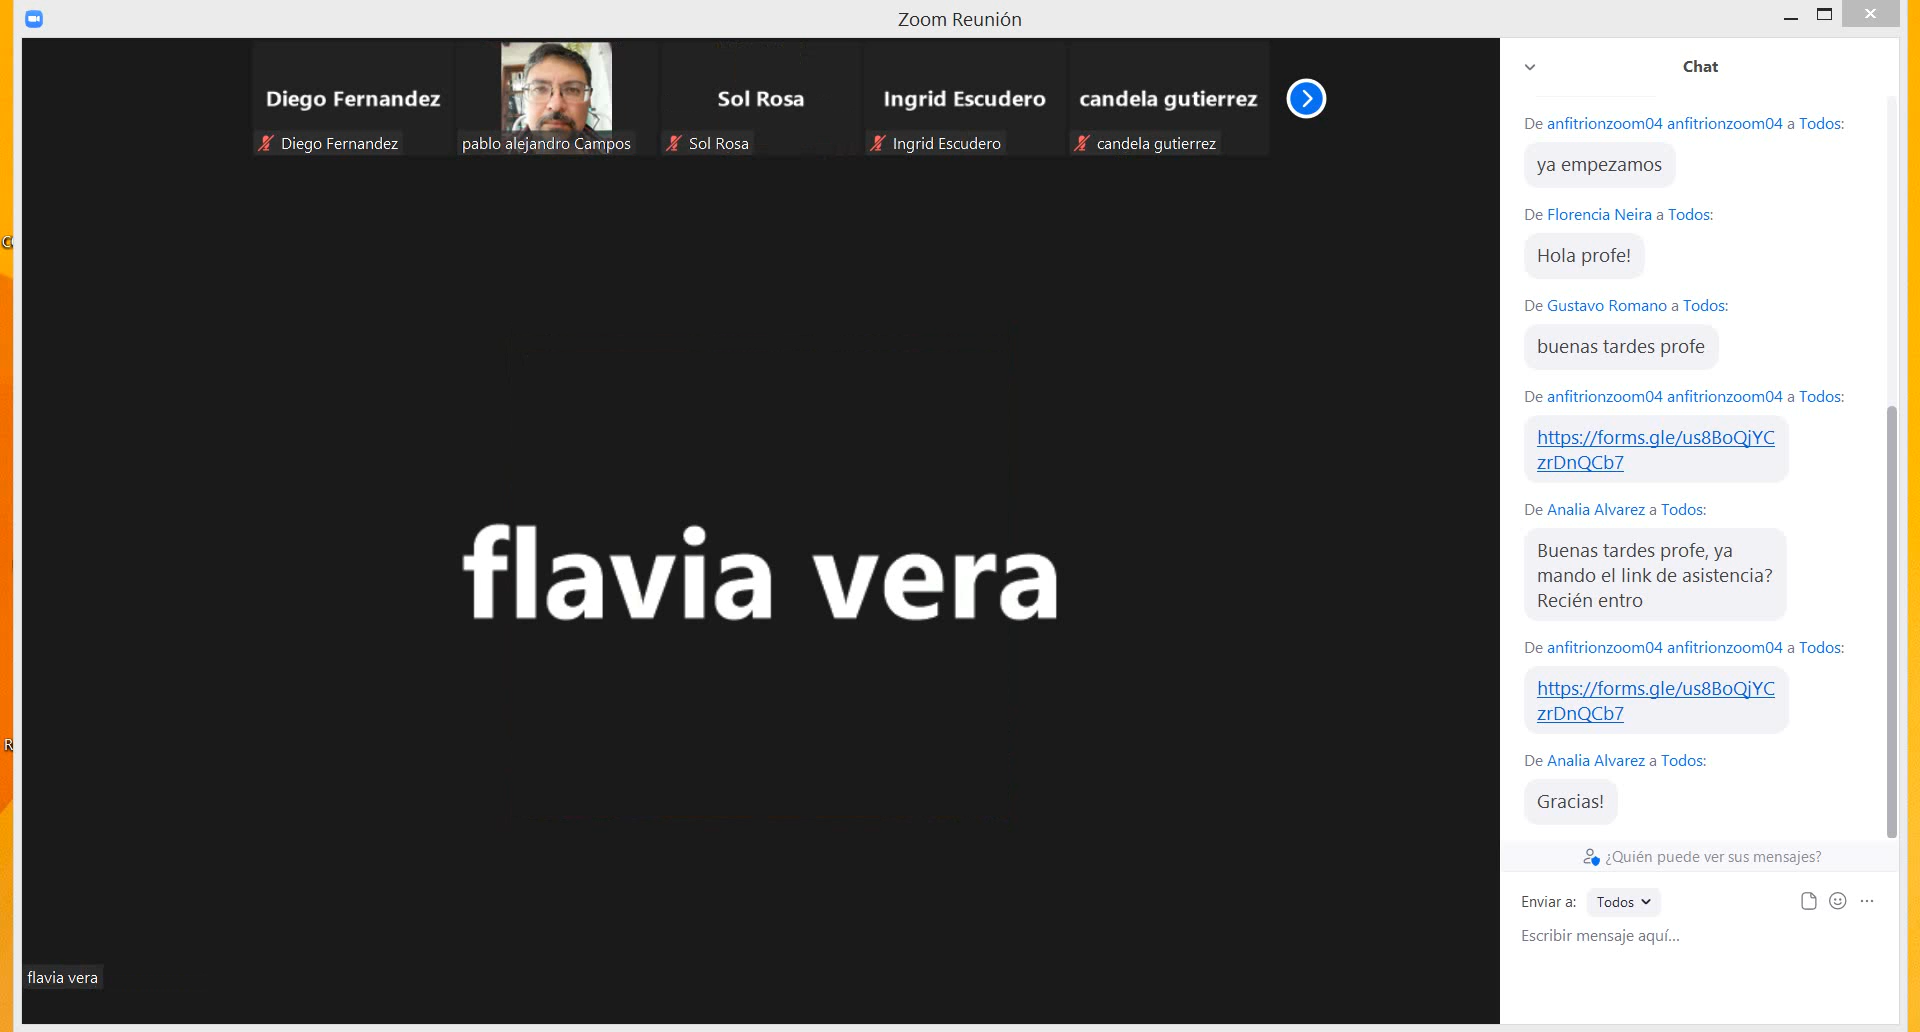 Zoom Reunión
Diego Fernandez
Sol Rosa
Ingrid Escudero
candela gutierrez
Diego Fernandez
pablo alejandro Campos
Sol Rosa
Ingrid Escudero
candela gutierrez
flavia vera
flavia vera
Chat
De anfitrionzoom04 anfitrionzoom04 a Todos:
ya empezamos
De Florencia Neira a Todos:
Hola profe!
De Gustavo Romano a Todos:
buenas tardes profe
De anfitrionzoom04 anfitrionzoom04 a Todos:
https://forms.gle/us8BoQjYC
zrDnQCb7
De Analia Alvarez a Todos:
Buenas tardes profe, ya
mando el link de asistencia?
Recién entro
De anfitrionzoom04 anfitrionzoom04 a Todos:
https://forms.gle/us8BoQjYC
zrDnQCb7
De Analia Alvarez a Todos:
Gracias!
¿Quién puede ver sus mensajes?
Enviar a: Todos
Escribir mensaje aquí...